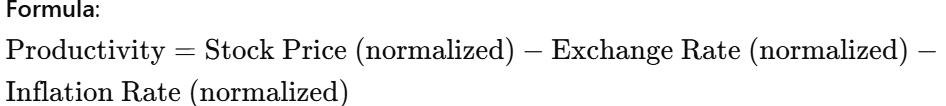 Formula:
Productivity = Stock Price (normalized) − Exchange Rate (normalized) −
Inflation Rate (normalized)